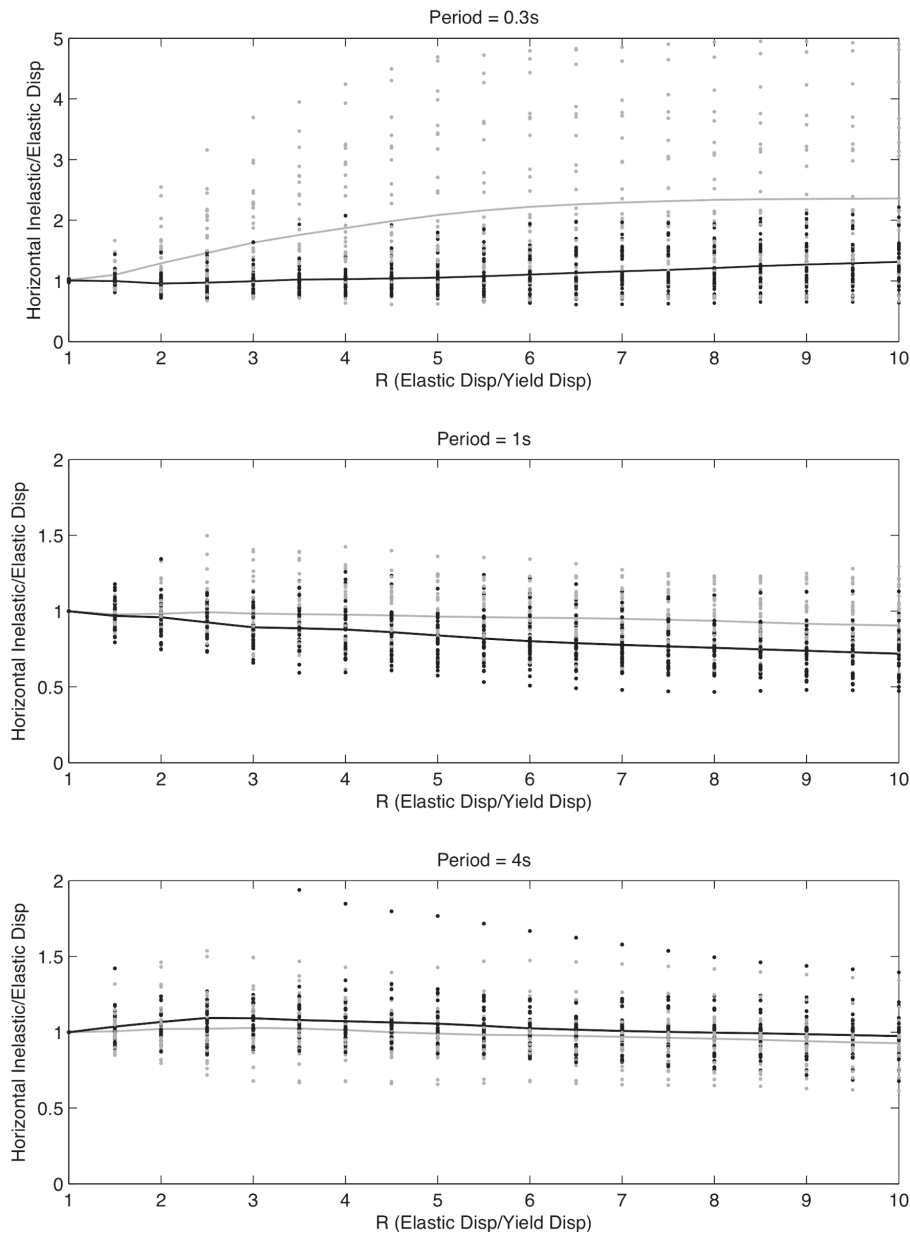 Period = 0.3s
Horizontal Inelastic/Elastic Disp
5
4
3
2
1
0
1 2 3 4 5 6 7 8 9 10
R (Elastic Disp/Yield Disp)
Period = 1s
Horizontal Inelastic/Elastic Disp
2
1.5
1
0.5
0
1 2 3 4 5 6 7 8 9 10
R (Elastic Disp/Yield Disp)
Period = 4s
Horizontal Inelastic/Elastic Disp
2
1.5
1
0.5
0
1 2 3 4 5 6 7 8 9 10
R (Elastic Disp/Yield Disp)